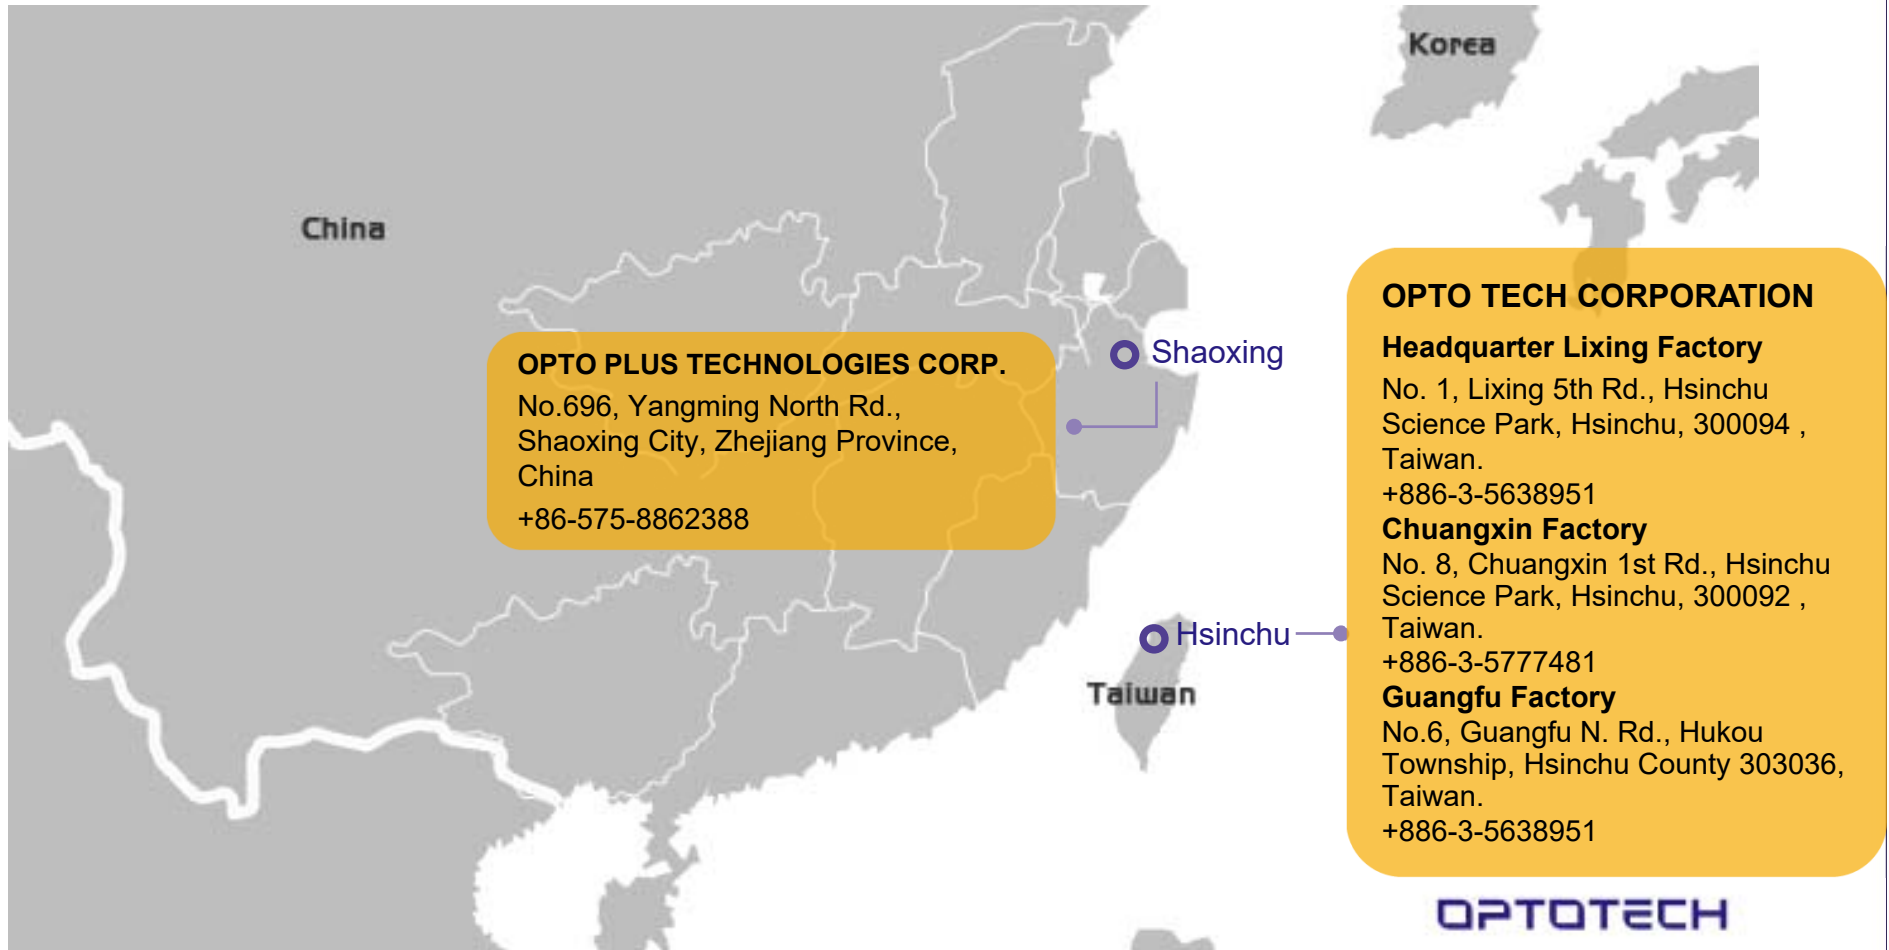 Korea
China
OPTO PLUS TECHNOLOGIES CORP.
No.696, Yangming North Rd.,
Shaoxing City, Zhejiang Province,
China
+86-575-8862388
Shaoxing
Hsinchu
Taiwan
OPTO TECH CORPORATION
Headquarter Lixing Factory
No. 1, Lixing 5th Rd., Hsinchu
Science Park, Hsinchu, 300094 ,
Taiwan.
+886-3-5638951
Chuangxin Factory
No. 8, Chuangxin 1st Rd., Hsinchu
Science Park, Hsinchu, 300092 ,
Taiwan.
+886-3-5777481
Guangfu Factory
No.6, Guangfu N. Rd., Hukou
Township, Hsinchu County 303036,
Taiwan.
+886-3-5638951
OPTOTECH